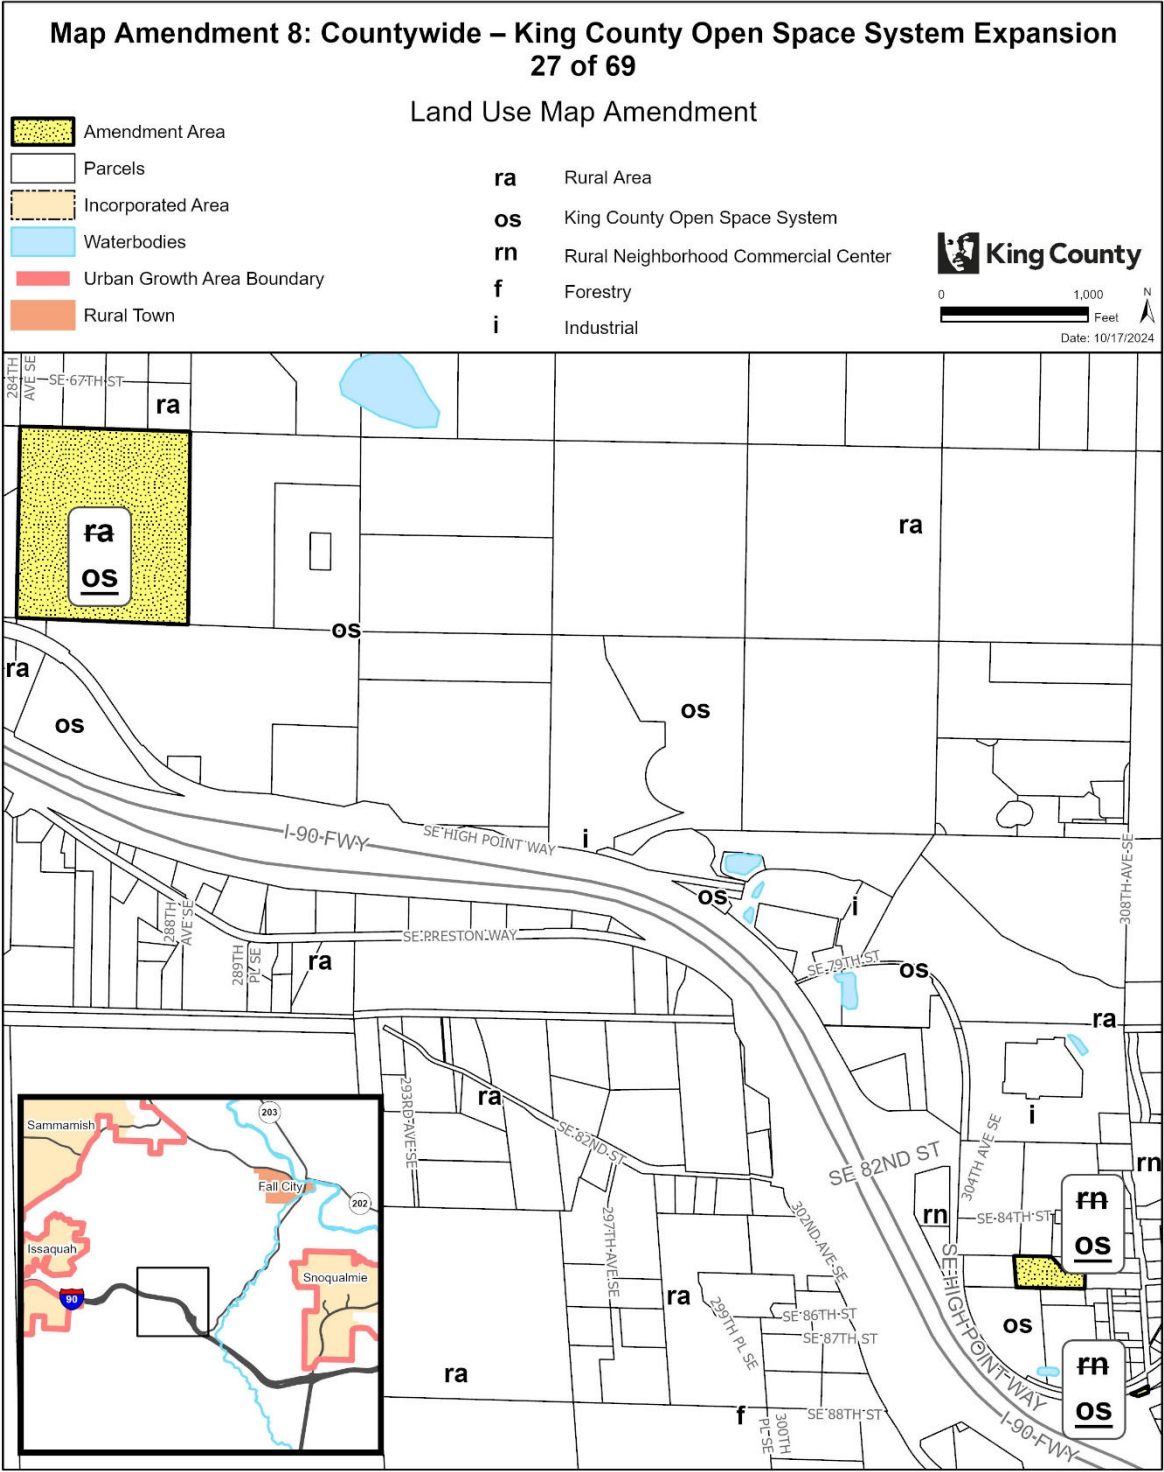 Map Amendment 8: Countywide – King County Open Space System Expansion
27 of 69
Land Use Map Amendment
Amendment Area
Parcels
Incorporated Area
Waterbodies
Urban Growth Area Boundary
Rural Town
ra Rural Area
os King County Open Space System
rn Rural Neighborhood Commercial Center
f Forestry
i Industrial
King County
0 1,000
Feet
N
Date: 10/17/2024
284TH
AVE SE
SE 67TH ST
ra
ra
os
ra
os
ra
os
os
I-90 FWY
SE HIGH POINT WAY
i
os
i
308TH AVE SE
288TH
AVE SE
289TH
PL SE
SE PRESTON WAY
ra
SE 79TH ST
os
ra
293RD AVE SE
ra
SE 82ND ST
i
304TH AVE SE
SE 82ND ST
rn
rn
os
rn
SE 84TH ST
297TH AVE SE
302ND AVE SE
SE HIGH POINT WAY
ra
299TH PL SE
SE 86TH ST
SE 87TH ST
os
rn
os
ra
f
300TH
PL SE
SE 88TH ST
I-90 FWY
Sammamish
203
Fall City
202
Issaquah
Snoqualmie
90